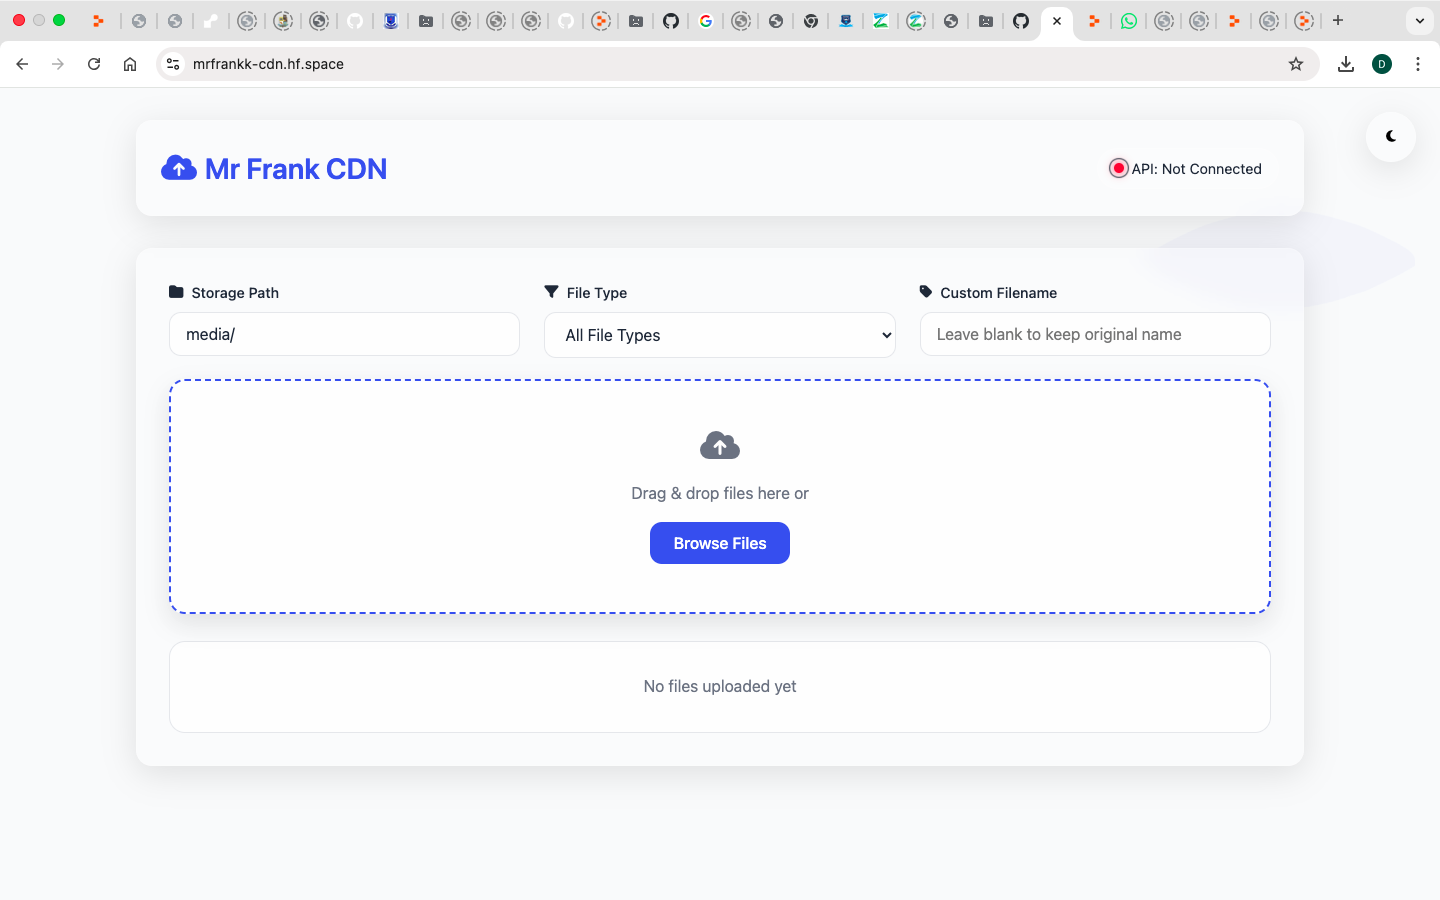 mrfrankk-cdn.hf.space
D
Mr Frank CDN
API: Not Connected
Storage Path
File Type
Custom Filename
media/
All File Types
Leave blank to keep original name
Drag & drop files here or
Browse Files
No files uploaded yet